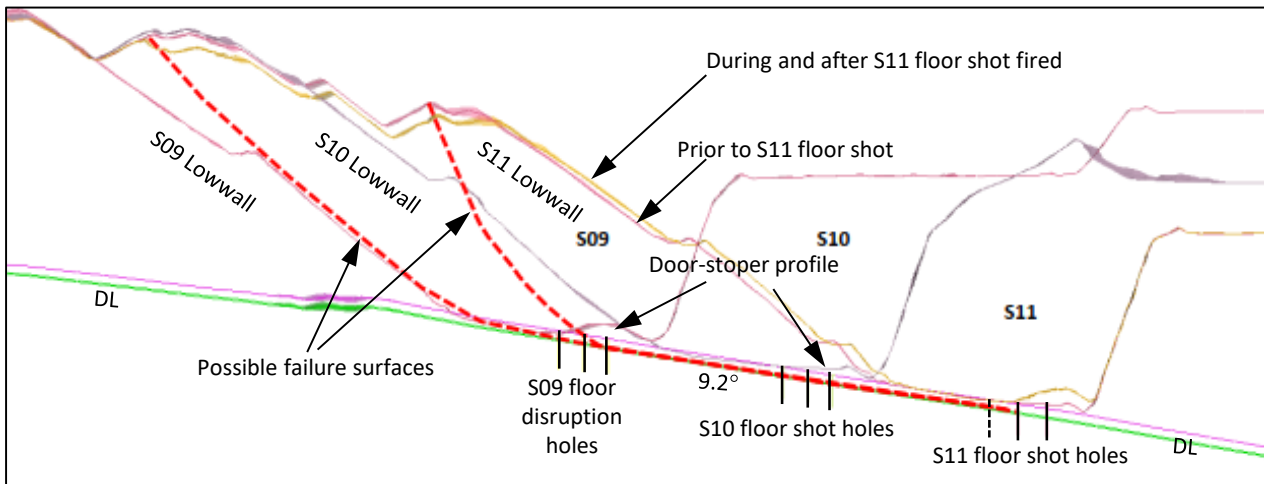 During and after S11 floor shot fired
S09 Lowwall
S10 Lowwall
S11 Lowwall
Prior to S11 floor shot
S09
S10
Door-stoper profile
DL
S11
Possible failure surfaces
9.2°
S09 floor
disruption
holes
S10 floor shot holes
S11 floor shot holes
DL